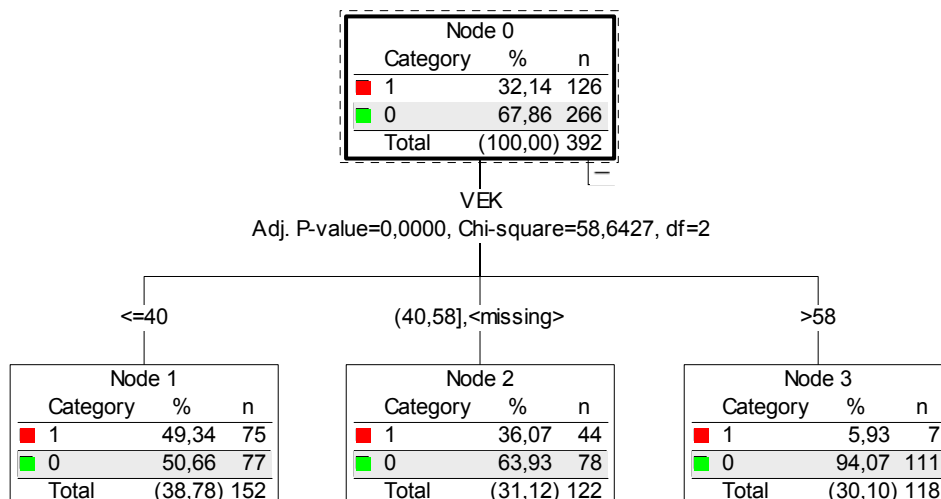 Node 0
Category % n
1 32,14 126
0 67,86 266
Total (100,00) 392
VEK
Adj. P-value=0,0000, Chi-square=58,6427, df=2
<=40
(40,58],<missing>
>58
Node 1
Category % n
1 49,34 75
0 50,66 77
Total (38,78) 152
Node 2
Category % n
1 36,07 44
0 63,93 78
Total (31,12) 122
Node 3
Category % n
1 5,93 7
0 94,07 111
Total (30,10) 118